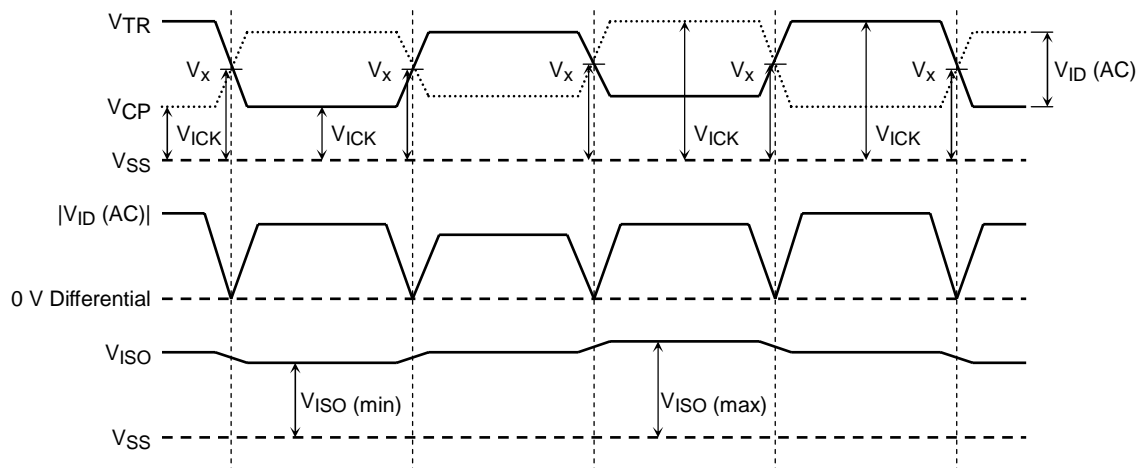 VTR
Vx Vx Vx Vx Vx VID (AC)
VCP
VICK VICK VICK VICK
VSS
|VID (AC)|
0 V Differential
VISO
VISO (min) VISO (max)
VSS